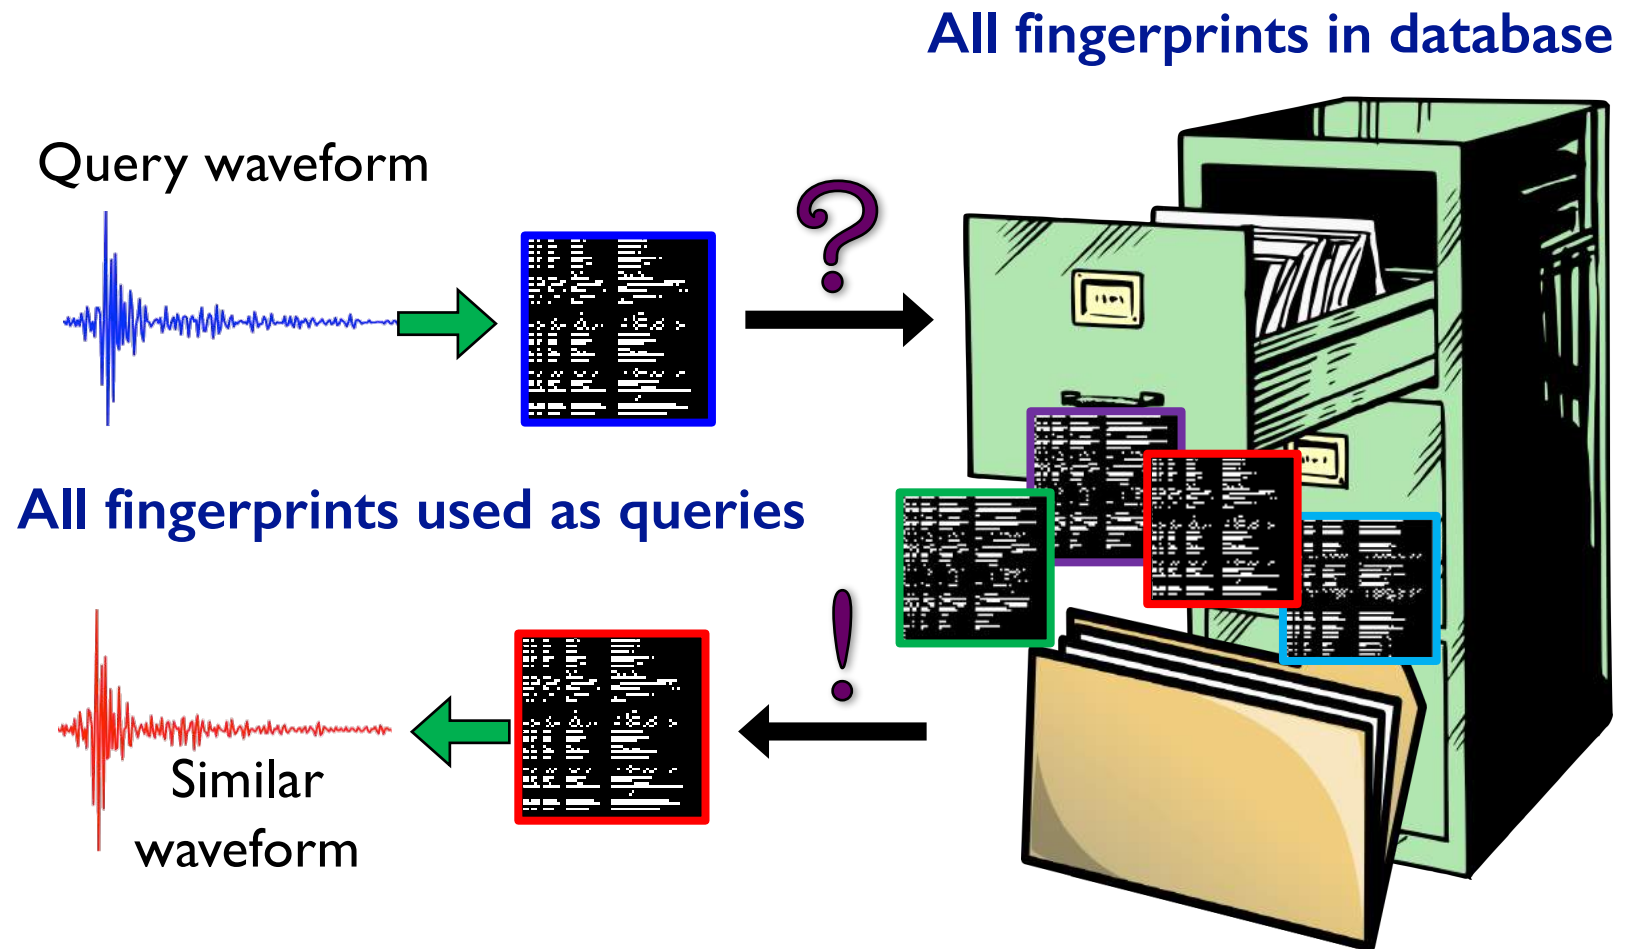 All fingerprints in database
Query waveform
?
All fingerprints used as queries
!
Similar
waveform